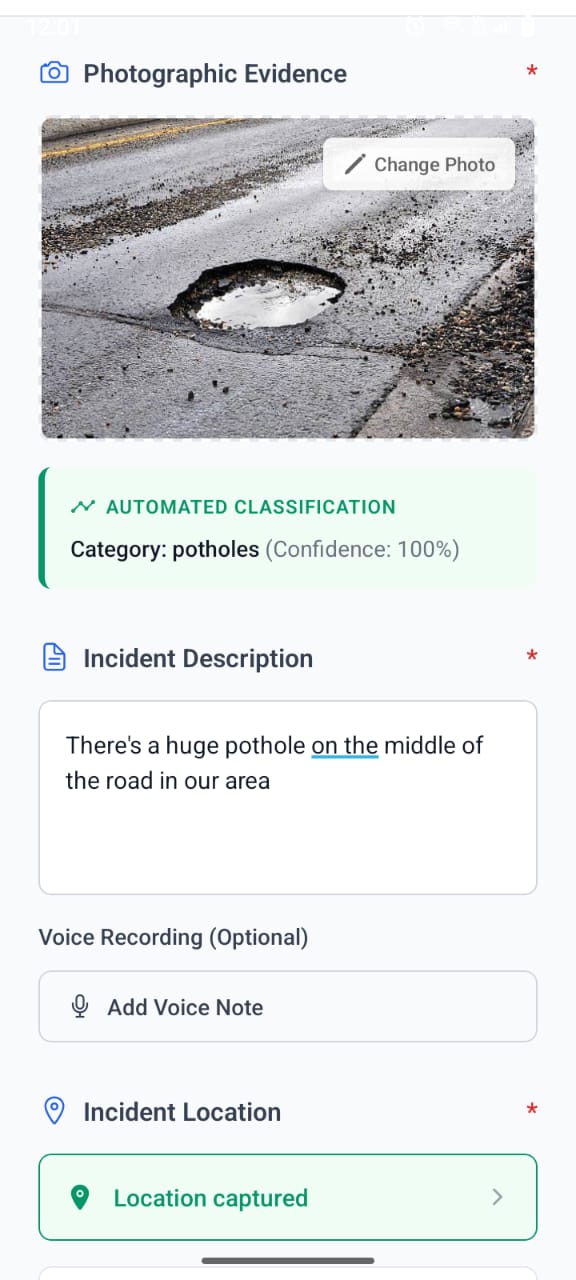 12:01
Photographic Evidence *
Change Photo
AUTOMATED CLASSIFICATION
Category: potholes (Confidence: 100%)
Incident Description *
There's a huge pothole on the middle of
the road in our area
Voice Recording (Optional)
Add Voice Note
Incident Location *
Location captured